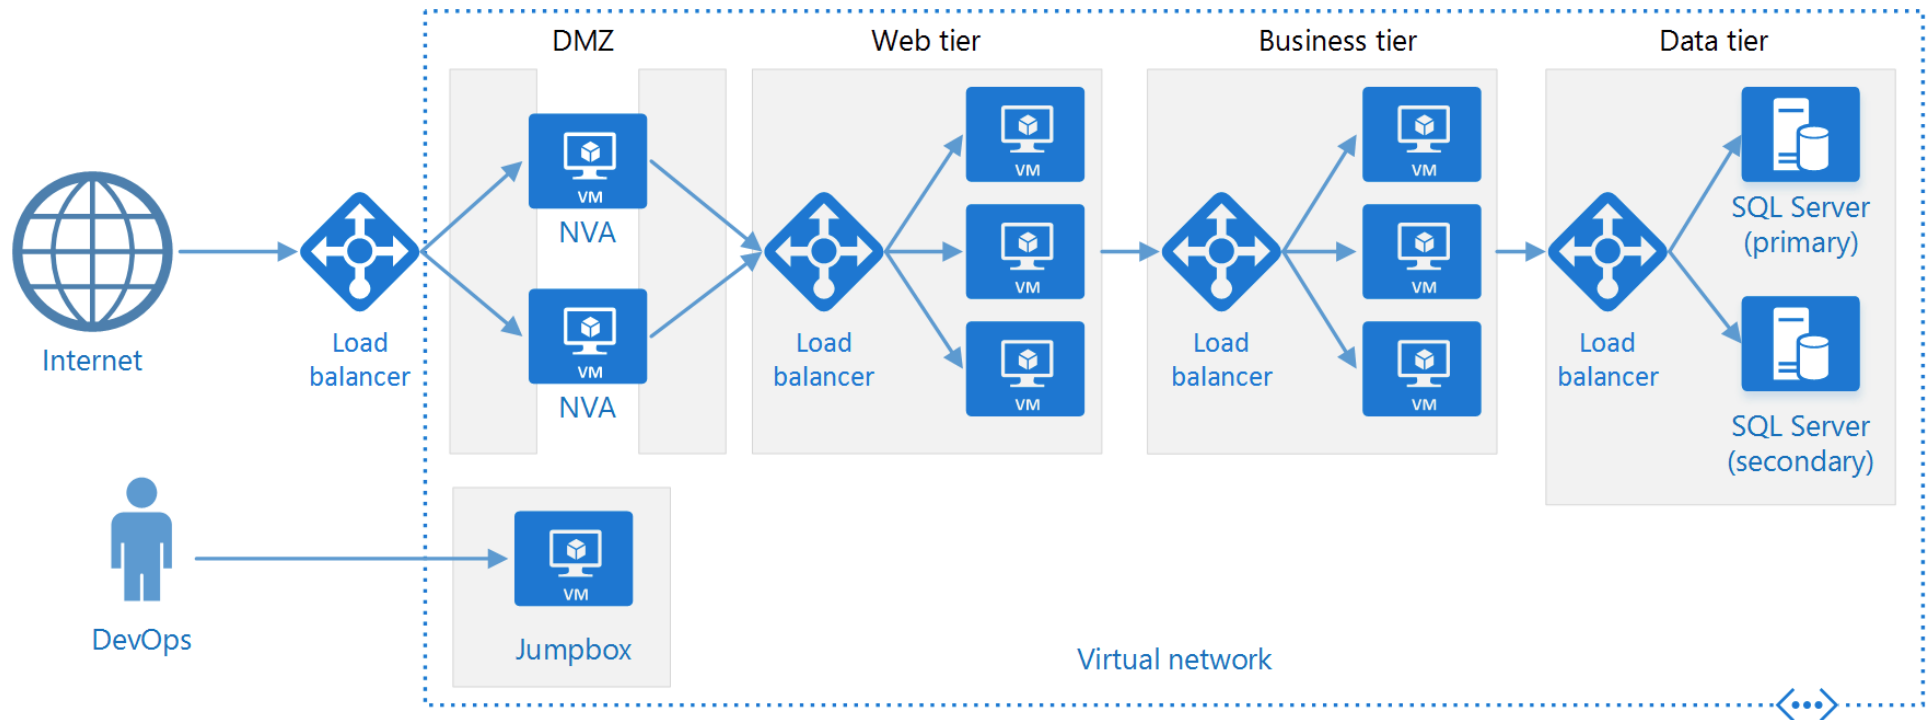 DMZ
Web tier
Business tier
Data tier
VM
NVA
VM
NVA
VM
VM
VM
VM
VM
VM
SQL Server
(primary)
SQL Server
(secondary)
Internet
Load
balancer
Load
balancer
Load
balancer
Load
balancer
DevOps
VM
Jumpbox
Virtual network